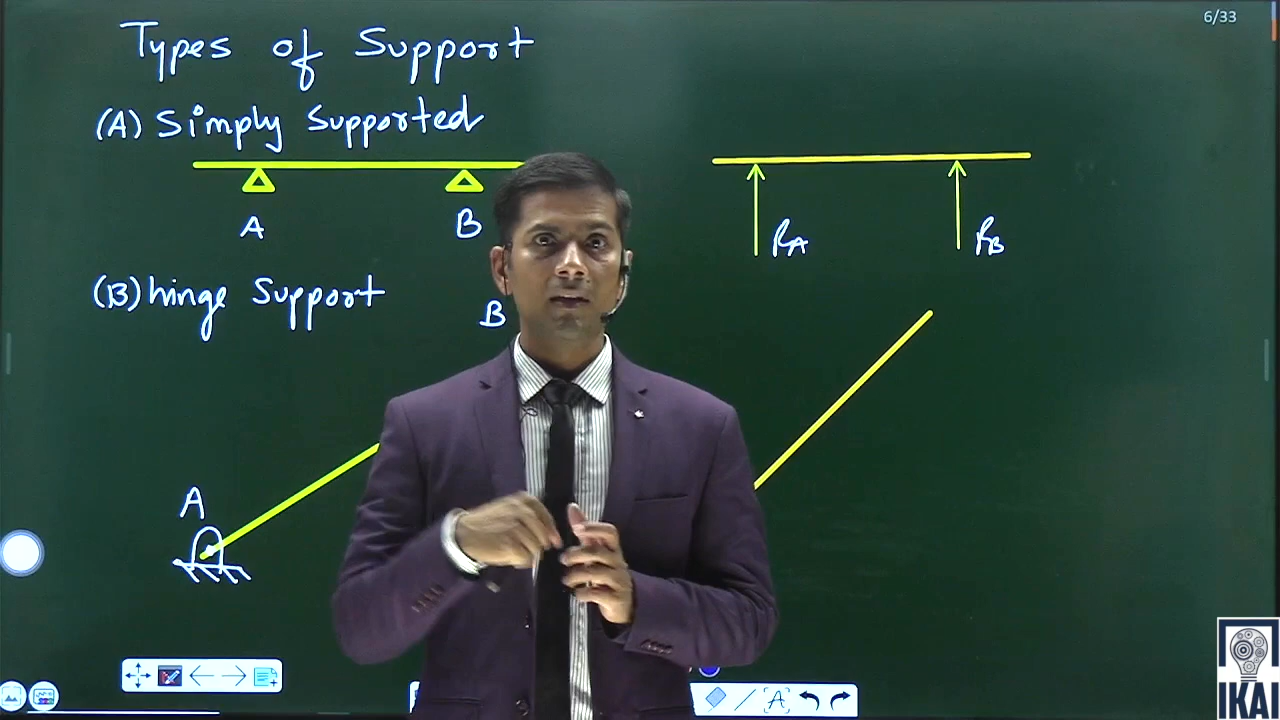 6/33
Types of Support
(A) Simply Supported
A
B
RA
RB
(B) hinge Support
B
A
A
IKAI